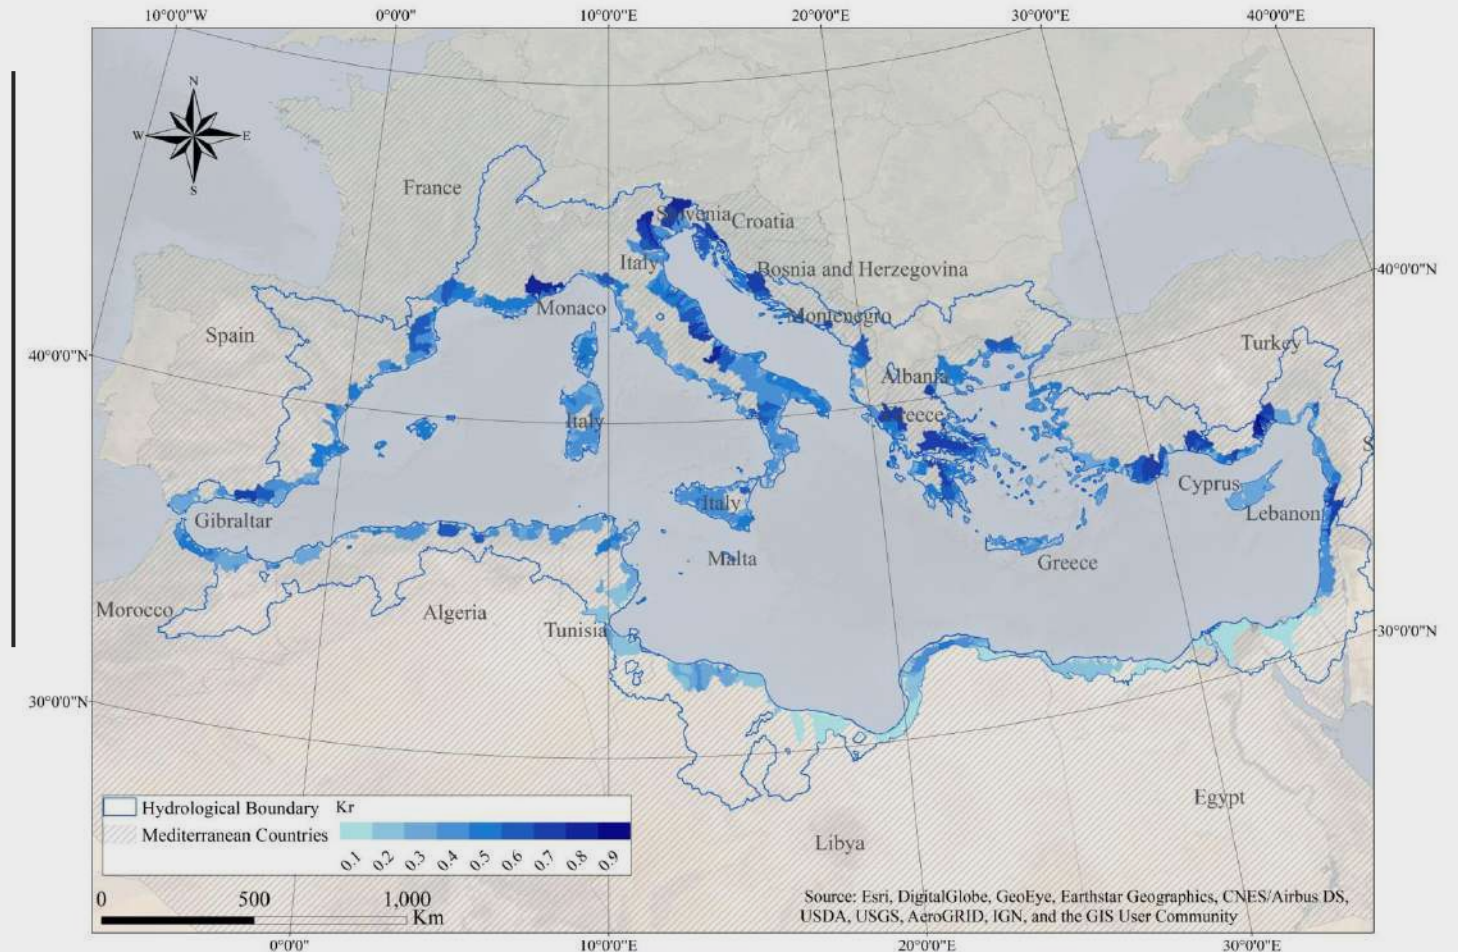 10°0'0"W 0°0'0" 10°0'0"E 20°0'0"E 30°0'0"E 40°0'0"E
N
W E
S
France
Slovenia
Croatia
Italy
Bosnia and Herzegovina
40°0'0"N
Monaco
Montenegro
Spain
Turkey
40°0'0"N
Albania
Greece
Italy
Cyprus
Italy
Lebanon
Gibraltar
Malta
Greece
Morocco
Algeria
Tunisia
30°0'0"N
30°0'0"N
Egypt
Libya
Hydrological Boundary Kr
Mediterranean Countries
0.1 0.2 0.3 0.4 0.5 0.6 0.7 0.8 0.9
0 500 1,000
Km
Source: Esri, DigitalGlobe, GeoEye, Earthstar Geographics, CNES/Airbus DS,
USDA, USGS, AeroGRID, IGN, and the GIS User Community
0°0'0" 10°0'0"E 20°0'0"E 30°0'0"E